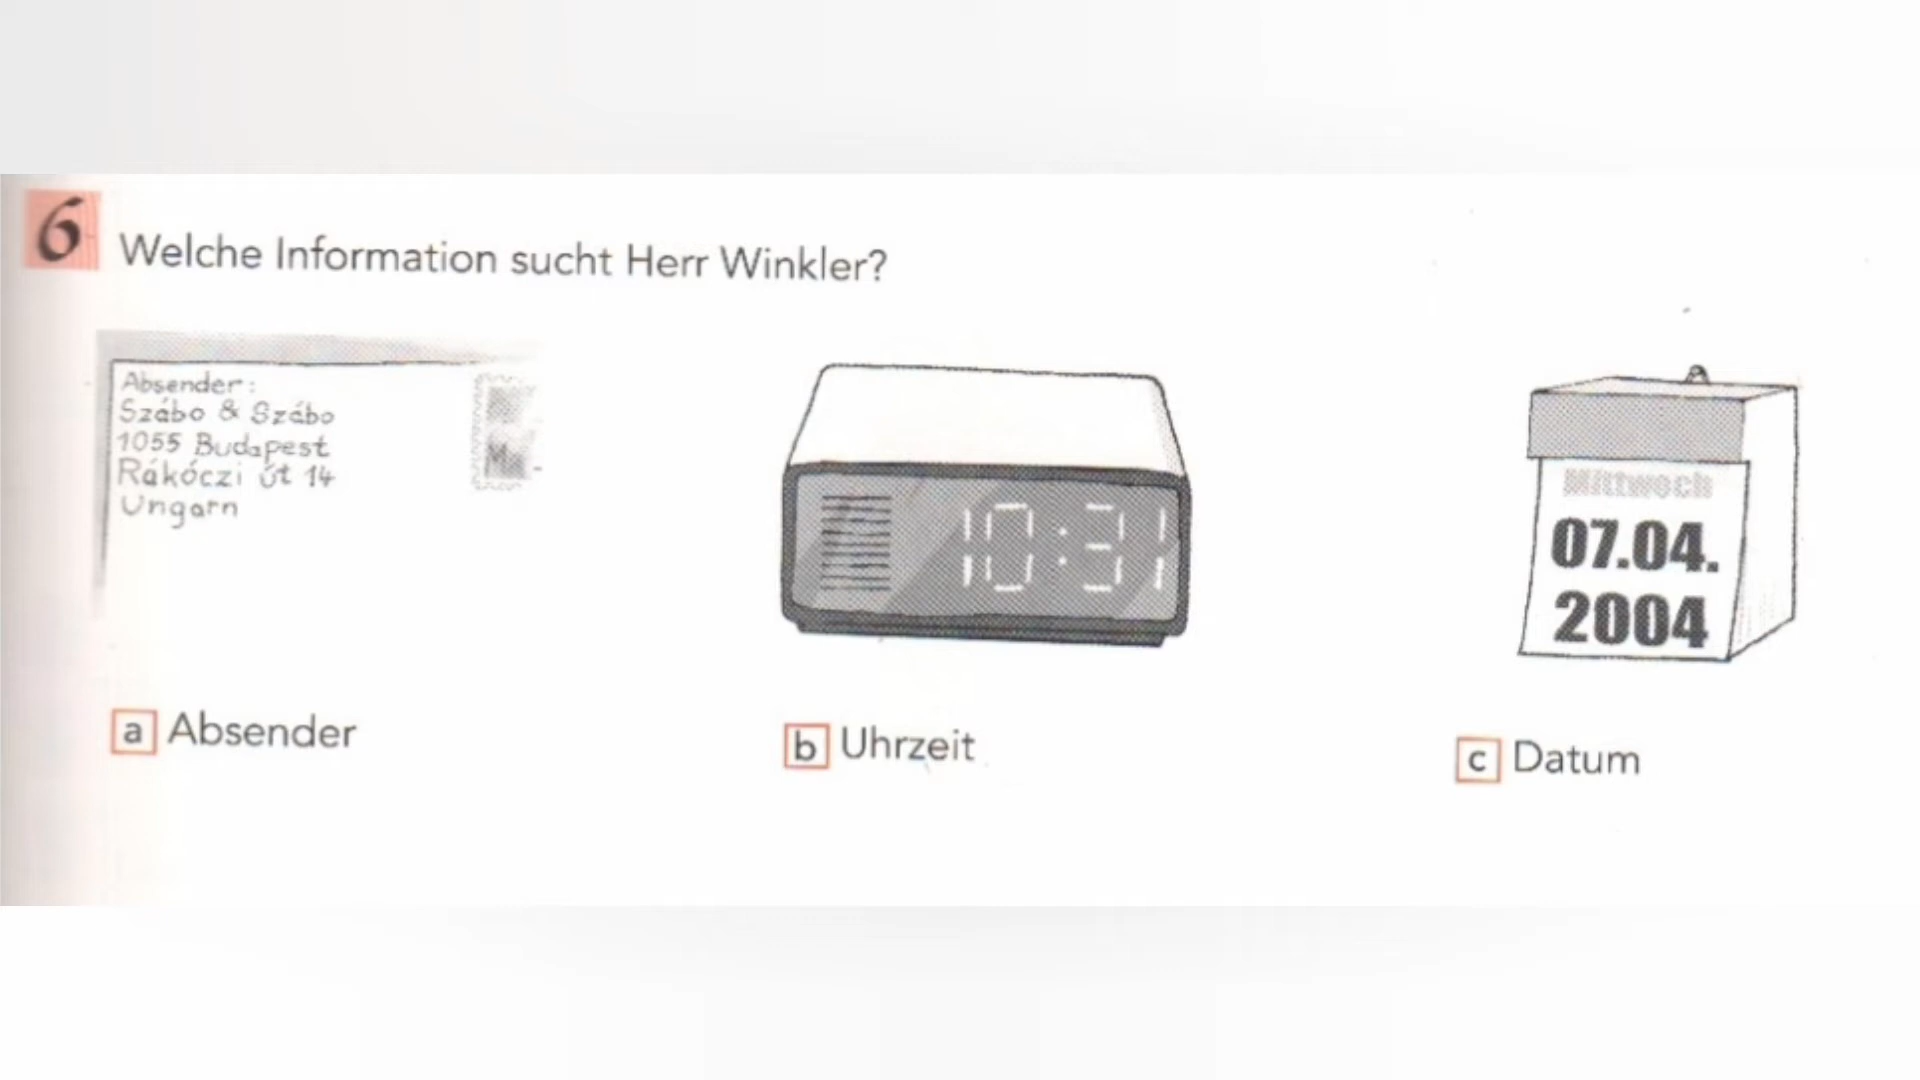 6
Welche Information sucht Herr Winkler?
Absender:
Szábo & Szábo
1055 Budapest
Rákóczi út 14
Ungarn
10:31
Mittwoch
07.04.
2004
a Absender
b Uhrzeit
c Datum